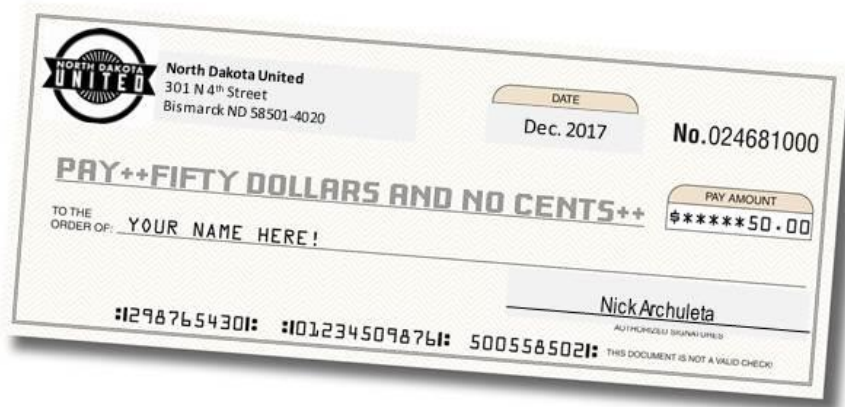 NORTH DAKOTA
UNITED
North Dakota United
301 N 4th Street
Bismarck ND 58501-4020
DATE
Dec. 2017
No.024681000
PAY++FIFTY DOLLARS AND NO CENTS++
PAY AMOUNT
$*****50.00
TO THE
ORDER OF: YOUR NAME HERE!
Nick Archuleta
AUTHORIZED SIGNATURES
⑆2987654301⑆ ⑆01234509876⑆ 5005585021⑆ THIS DOCUMENT IS NOT A VALID CHECK!